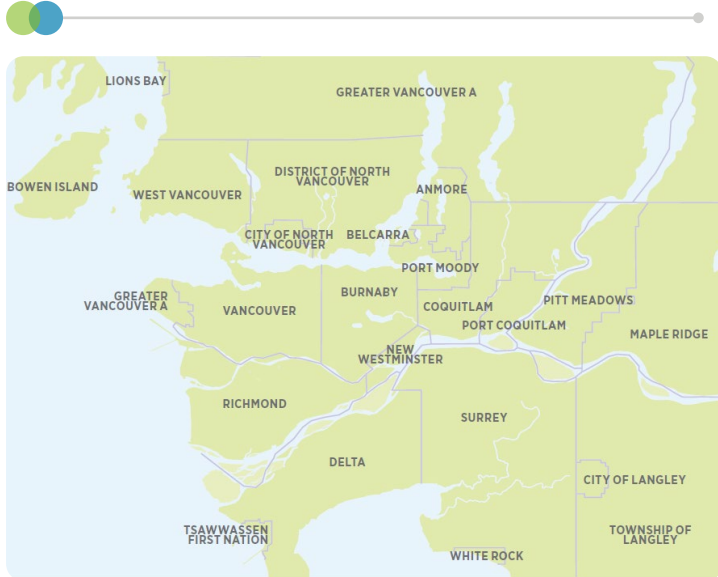 LIONS BAY
GREATER VANCOUVER A
DISTRICT OF NORTH
VANCOUVER
BOWEN ISLAND
WEST VANCOUVER
ANMORE
CITY OF NORTH
VANCOUVER
BELCARRA
PORT MOODY
GREATER
VANCOUVER A
VANCOUVER
BURNABY
COQUITLAM
PITT MEADOWS
PORT COQUITLAM
MAPLE RIDGE
NEW
WESTMINSTER
RICHMOND
SURREY
DELTA
CITY OF LANGLEY
TSAWWASSEN
FIRST NATION
TOWNSHIP OF
LANGLEY
WHITE ROCK